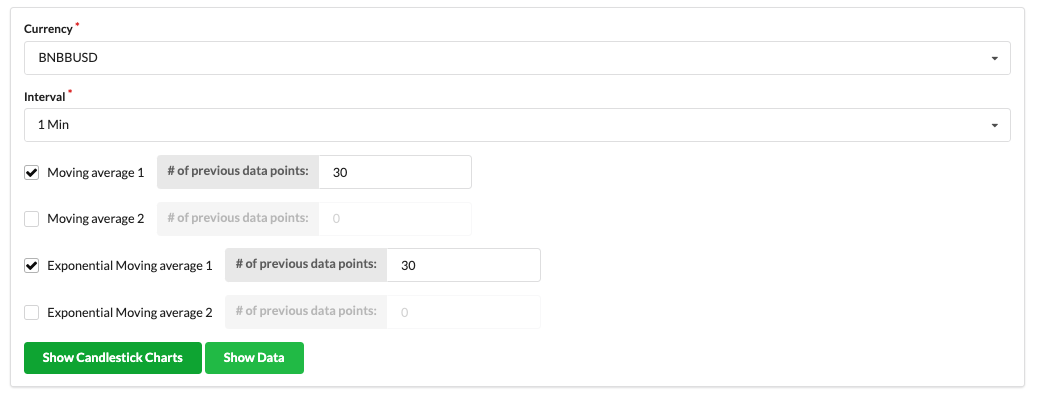 Currency *
BNBBUSD
Interval *
1 Min
Moving average 1 # of previous data points: 30
Moving average 2 # of previous data points: 0
Exponential Moving average 1 # of previous data points: 30
Exponential Moving average 2 # of previous data points: 0
Show Candlestick Charts Show Data